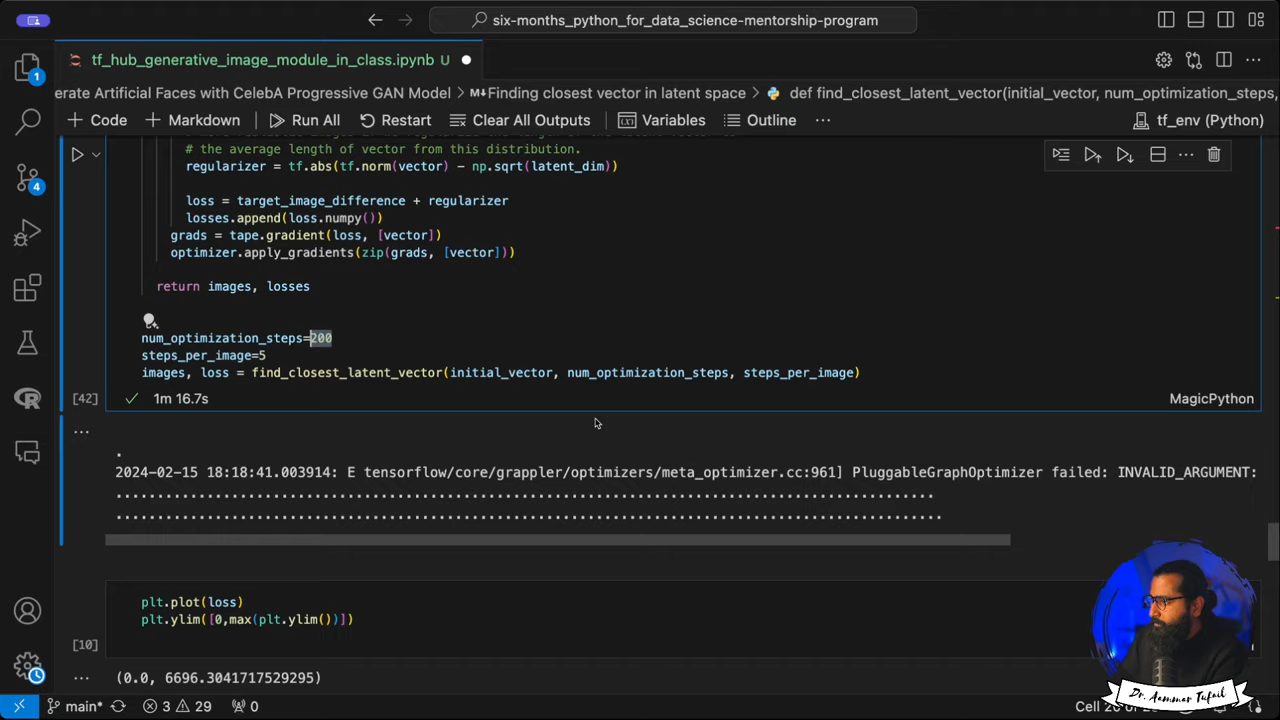 six-months_python_for_data_science-mentorship-program
tf_hub_generative_image_module_in_class.ipynb U
erate Artificial Faces with CelebA Progressive GAN Model > M↓Finding closest vector in latent space > def find_closest_latent_vector(initial_vector, num_optimization_steps,
1
+ Code + Markdown Run All Restart Clear All Outputs Variables Outline ... tf_env (Python)
# the average length of vector from this distribution.
regularizer = tf.abs(tf.norm(vector) - np.sqrt(latent_dim))
4
loss = target_image_difference + regularizer
losses.append(loss.numpy())
grads = tape.gradient(loss, [vector])
optimizer.apply_gradients(zip(grads, [vector]))
return images, losses
num_optimization_steps=200
steps_per_image=5
images, loss = find_closest_latent_vector(initial_vector, num_optimization_steps, steps_per_image)
[42] 1m 16.7s MagicPython
...
.
2024-02-15 18:18:41.003914: E tensorflow/core/grappler/optimizers/meta_optimizer.cc:961] PluggableGraphOptimizer failed: INVALID_ARGUMENT:
plt.plot(loss)
plt.ylim([0,max(plt.ylim())])
[10]
... (0.0, 6696.3041717529295)
Dr. Aammar Tufail
main* 3 29 0 Cell 20 of